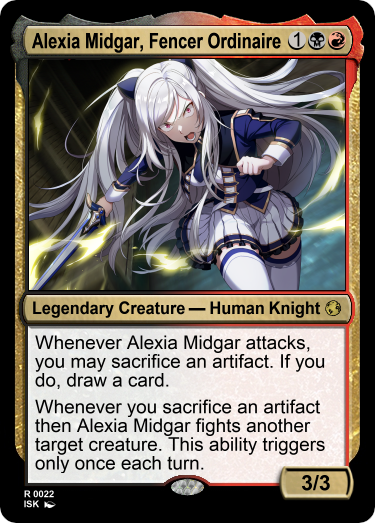 Alexia Midgar, Fencer Ordinaire 1
Legendary Creature — Human Knight
Whenever Alexia Midgar attacks,
you may sacrifice an artifact. If you
do, draw a card.
Whenever you sacrifice an artifact
then Alexia Midgar fights another
target creature. This ability triggers
only once each turn.
3/3
R 0022
ISK